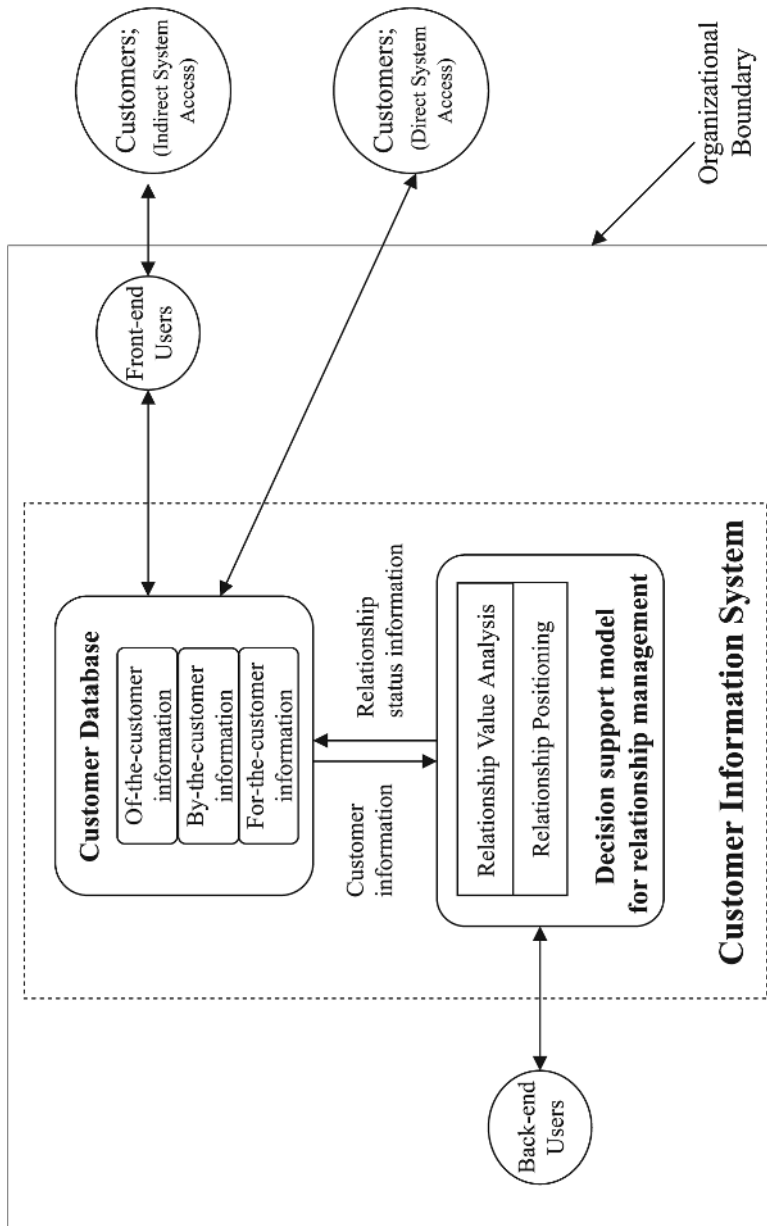 Customers;
(Indirect System
Access)
Customers;
(Direct System
Access)
Organizational
Boundary
Front-end
Users
Customer Database
Of-the-customer
information
By-the-customer
information
For-the-customer
information
Customer
information
Relationship
status information
Relationship Value Analysis
Relationship Positioning
Decision support model
for relationship management
Customer Information System
Back-end
Users